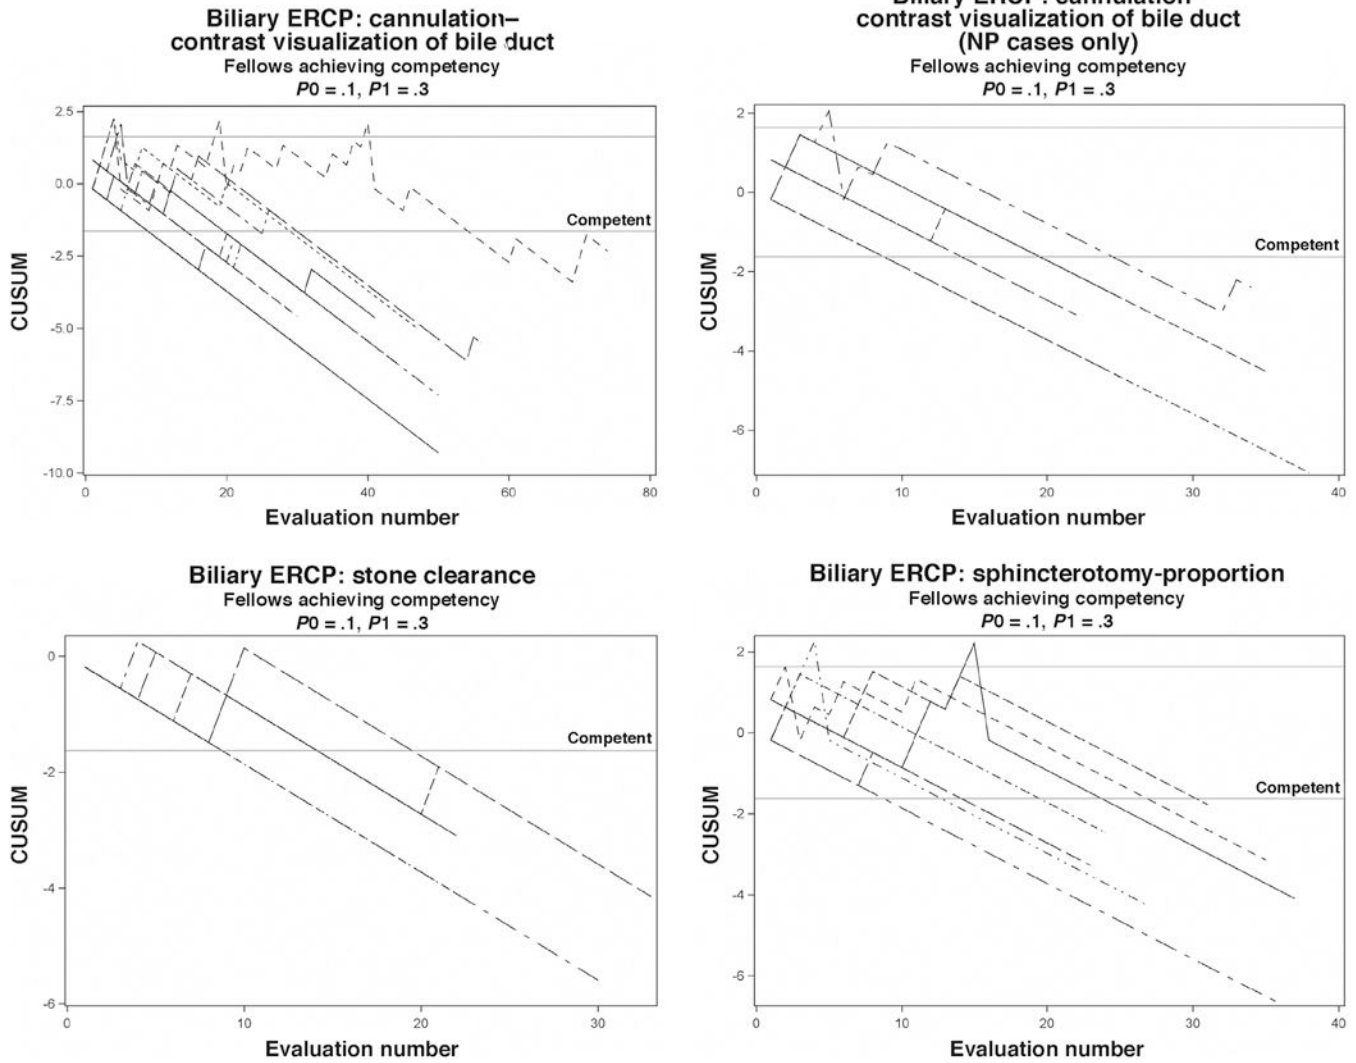 Biliary ERCP: cannulation–
contrast visualization of bile duct
Fellows achieving competency
P0 = .1, P1 = .3
2.5
0.0
-2.5
-5.0
-7.5
-10.0
CUSUM
Competent
0 20 40 60 80
Evaluation number
Biliary ERCP: cannulation
contrast visualization of bile duct
(NP cases only)
Fellows achieving competency
P0 = .1, P1 = .3
2
0
-2
-4
-6
CUSUM
Competent
0 10 20 30 40
Evaluation number
Biliary ERCP: stone clearance
Fellows achieving competency
P0 = .1, P1 = .3
0
-2
-4
-6
CUSUM
Competent
0 10 20 30
Evaluation number
Biliary ERCP: sphincterotomy-proportion
Fellows achieving competency
P0 = .1, P1 = .3
2
0
-2
-4
-6
CUSUM
Competent
0 10 20 30 40
Evaluation number